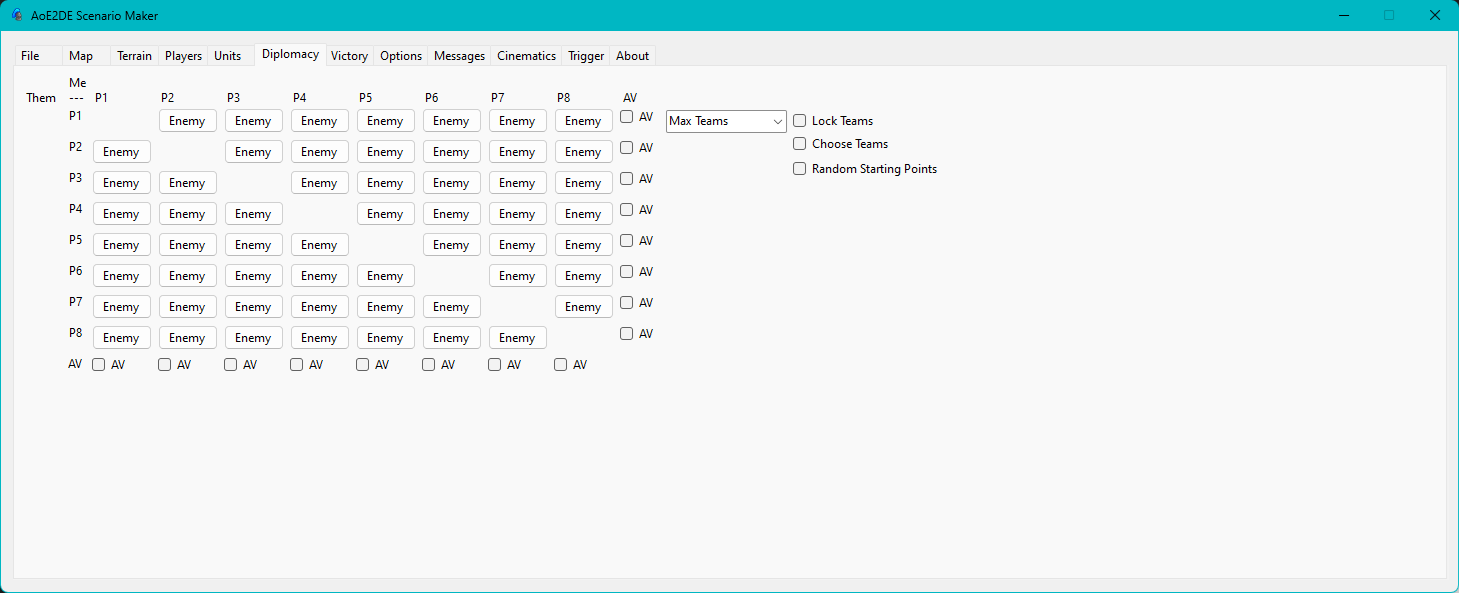 AoE2DE Scenario Maker
File Map Terrain Players Units Diplomacy Victory Options Messages Cinematics Trigger About
Me
Them --- P1 P2 P3 P4 P5 P6 P7 P8 AV
P1 Enemy Enemy Enemy Enemy Enemy Enemy Enemy AV Max Teams Lock Teams
Choose Teams
P2 Enemy Enemy Enemy Enemy Enemy Enemy Enemy AV
Random Starting Points
P3 Enemy Enemy Enemy Enemy Enemy Enemy Enemy AV
P4 Enemy Enemy Enemy Enemy Enemy Enemy Enemy AV
P5 Enemy Enemy Enemy Enemy Enemy Enemy Enemy AV
P6 Enemy Enemy Enemy Enemy Enemy Enemy Enemy AV
P7 Enemy Enemy Enemy Enemy Enemy Enemy Enemy AV
P8 Enemy Enemy Enemy Enemy Enemy Enemy Enemy AV
AV AV AV AV AV AV AV AV AV